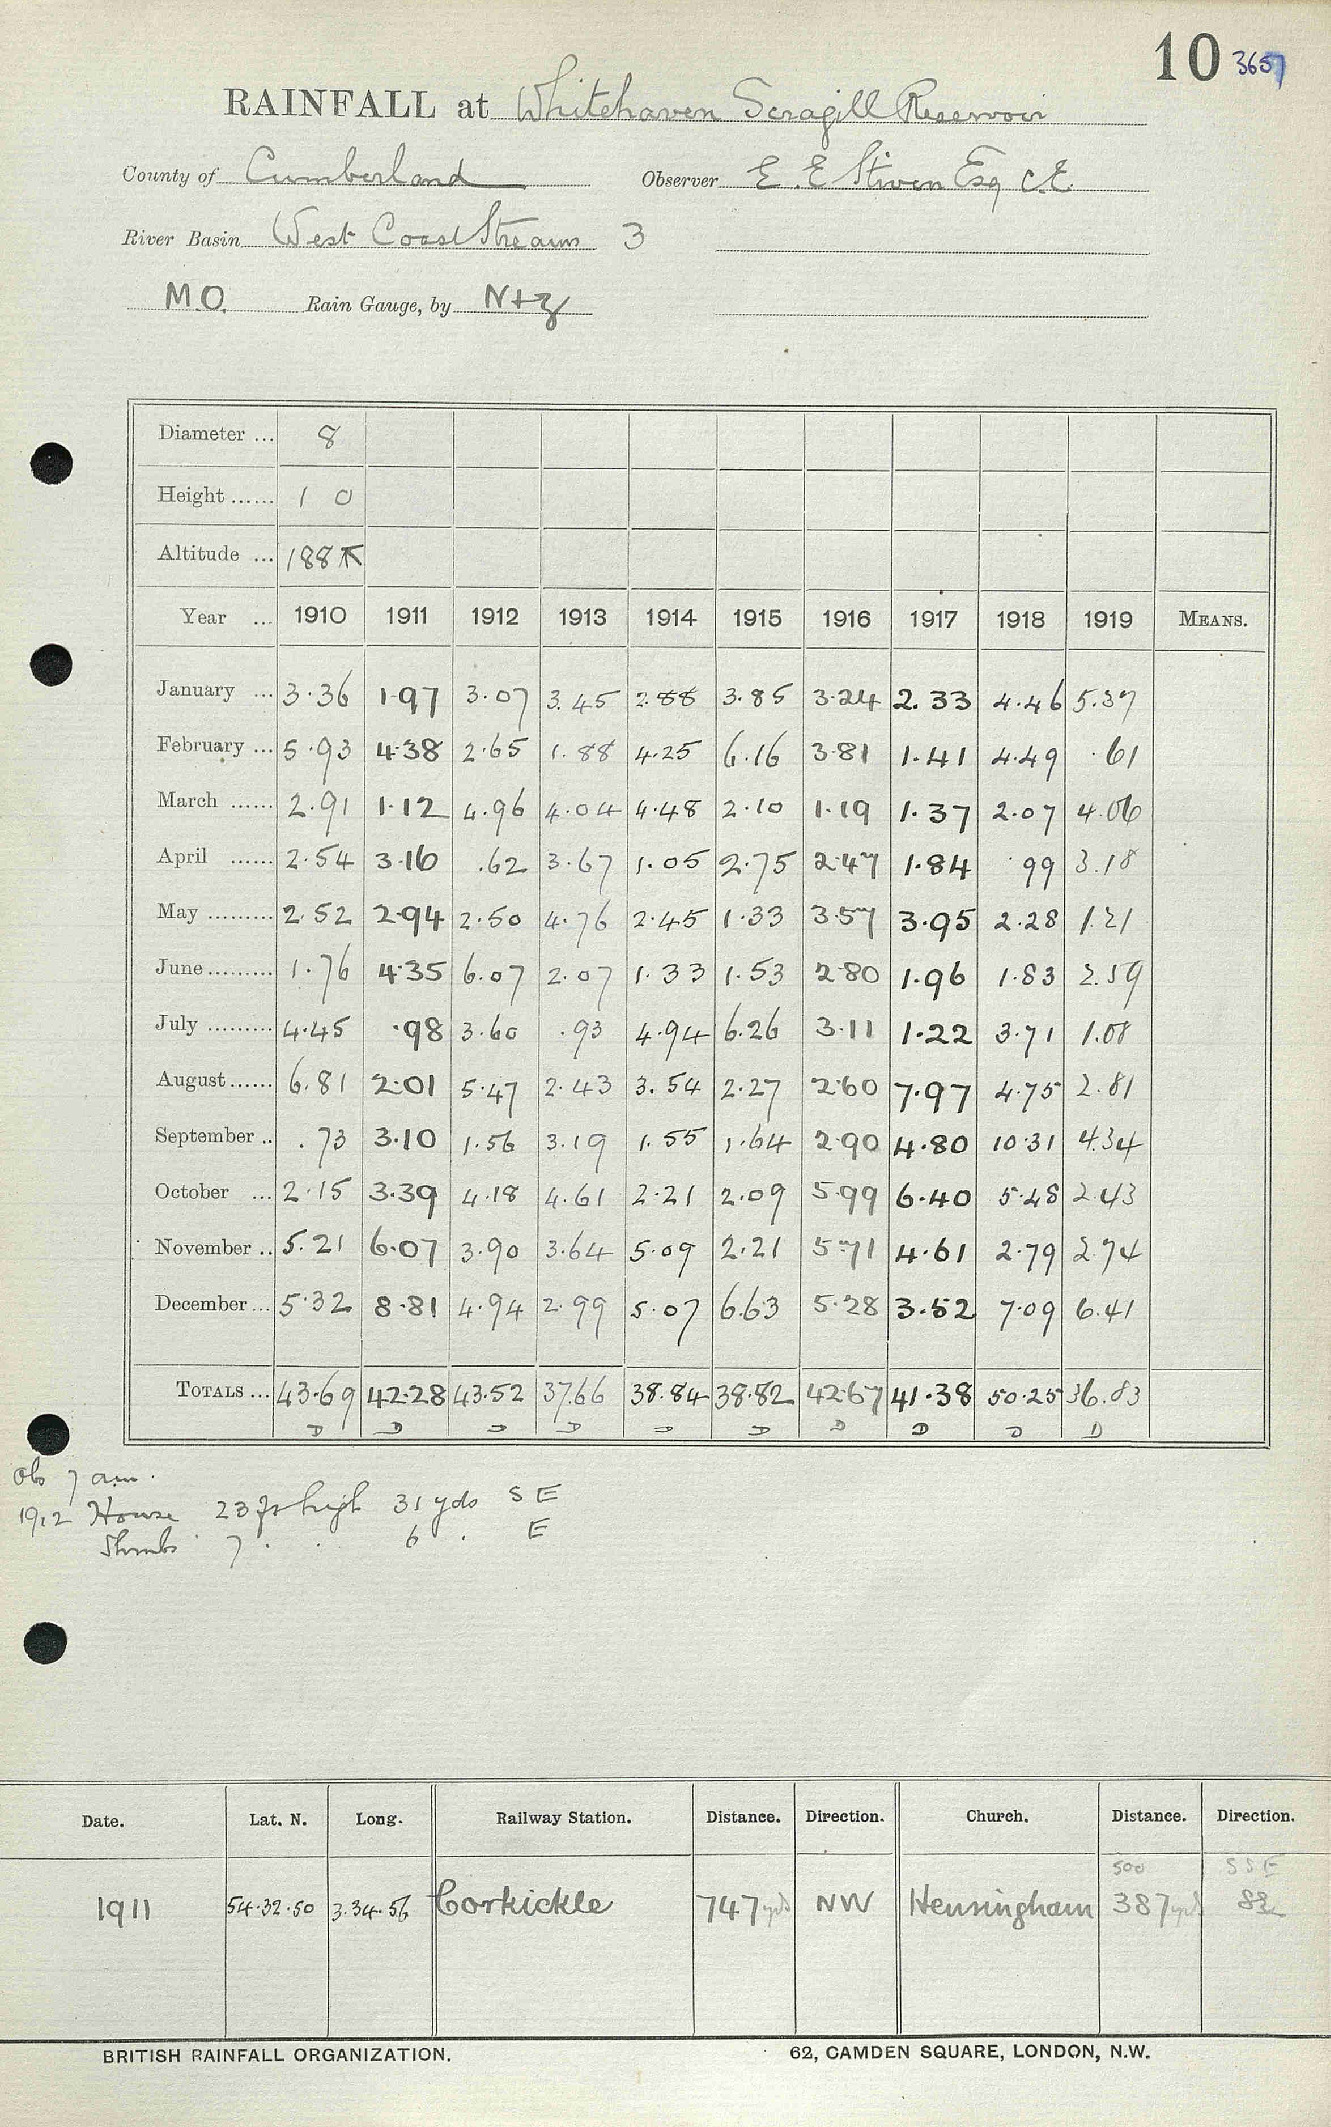 10 3657
RAINFALL at Whitehaven Scragill Reservoir
County of Cumberland Observer E. E Stiven Esq C.E.
River Basin West Coast Streams 3
M.O. Rain Gauge, by N+Z
Diameter ... 8
Height ...... 1 0
Altitude ... 188
Year ... 1910 1911 1912 1913 1914 1915 1916 1917 1918 1919 MEANS.
January ... 3.36 1.97 3.07 3.45 2.88 3.85 3.24 2.33 4.46 5.37
February ... 5.93 4.38 2.65 1.88 4.25 6.16 3.81 1.41 4.49 .61
March ...... 2.91 1.12 4.96 4.04 4.48 2.10 1.19 1.37 2.07 4.06
April ...... 2.54 3.16 .62 3.67 1.05 2.75 2.47 1.84 .99 3.18
May ......... 2.52 2.94 2.50 4.76 2.45 1.33 3.57 3.95 2.28 1.21
June ......... 1.76 4.35 6.07 2.07 1.33 1.53 2.80 1.96 1.83 2.59
July ......... 4.45 .98 3.60 .93 4.94 6.26 3.11 1.22 3.71 1.08
August ...... 6.81 2.01 5.47 2.43 3.54 2.27 2.60 7.97 4.75 2.81
September .. .73 3.10 1.56 3.19 1.55 1.64 2.90 4.80 10.31 4.34
October ... 2.15 3.39 4.18 4.61 2.21 2.09 5.99 6.40 5.48 2.43
November .. 5.21 6.07 3.90 3.64 5.09 2.21 5.71 4.61 2.79 2.74
December ... 5.32 8.81 4.94 2.99 5.07 6.63 5.28 3.52 7.09 6.41
TOTALS ... 43.69 42.28 43.52 37.66 38.84 38.82 42.67 41.38 50.25 36.83
D D D D D D D D D D
Ob 7 am.
1912 House 23 ft high 31 yds S E
Shrubs 7 . . 6 . E
Date. Lat. N. Long. Railway Station. Distance. Direction. Church. Distance. Direction.
500 SSE
1911 54.32.50 3.34.56 Corkickle 747 yds NW Hensingham 387 yds
BRITISH RAINFALL ORGANIZATION. 62, CAMDEN SQUARE, LONDON, N.W.